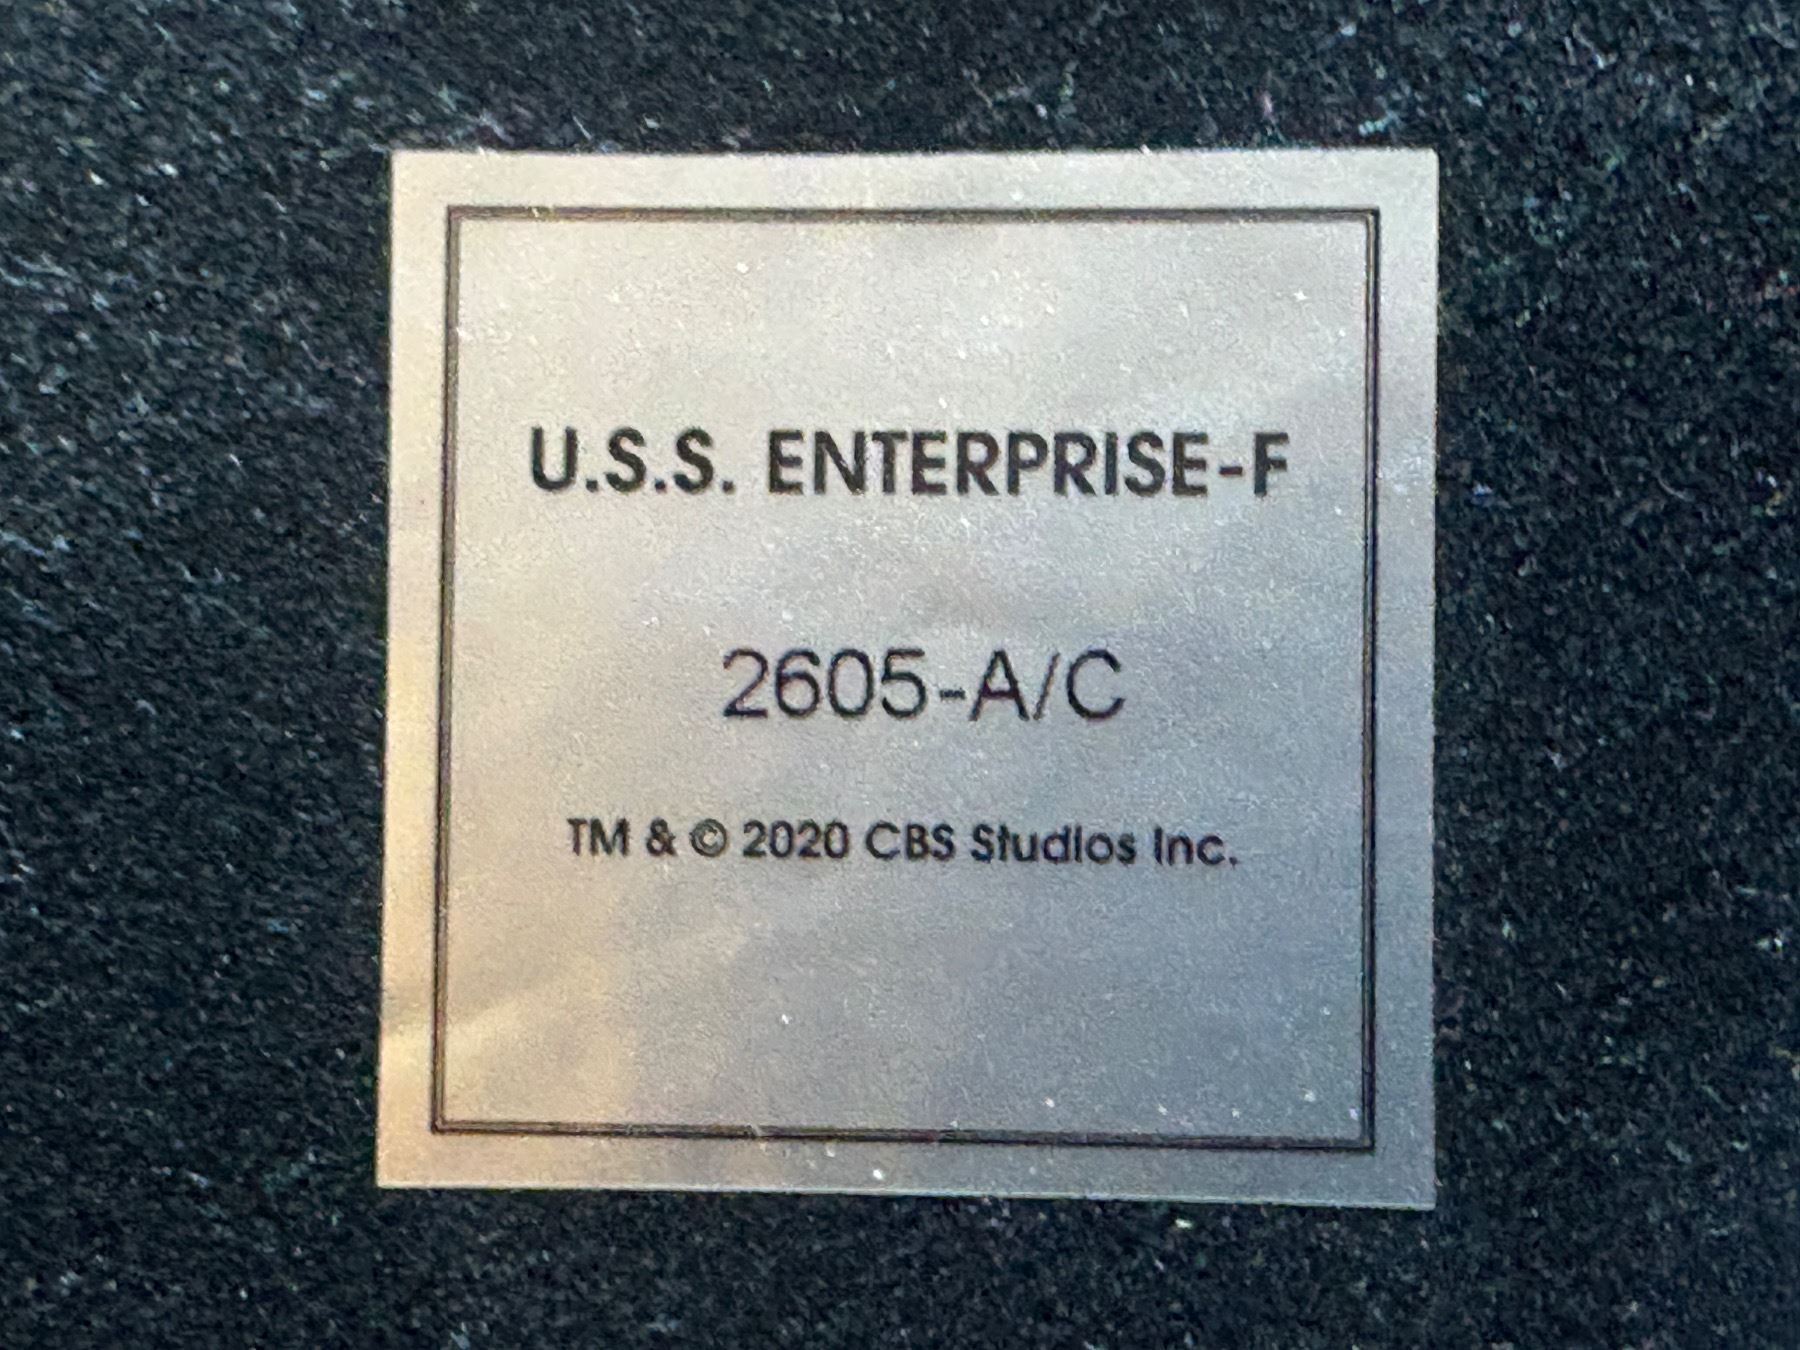 U.S.S. ENTERPRISE-F
2605-A/C
TM & © 2020 CBS Studios Inc.